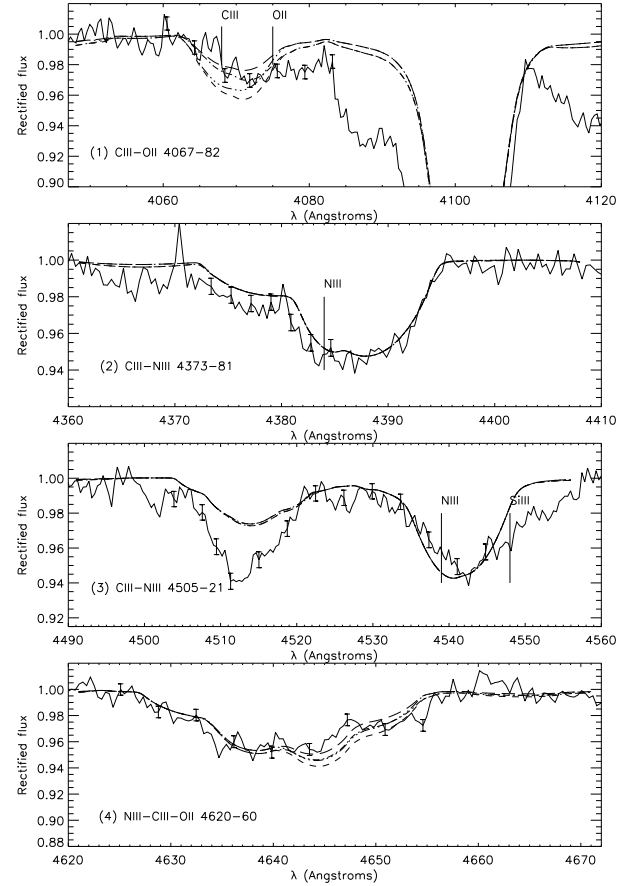 CIII OII
1.00
0.98
0.96
0.94
0.92
0.90
Rectified flux
(1) CIII-OII 4067-82
4060 4080 4100 4120
λ (Angstroms)
1.00
0.98
0.96
0.94
Rectified flux
NIII
(2) CIII-NIII 4373-81
4360 4370 4380 4390 4400 4410
λ (Angstroms)
1.00
0.98
0.96
0.94
0.92
Rectified flux
NIII SiIII
(3) CIII-NIII 4505-21
4490 4500 4510 4520 4530 4540 4550 4560
λ (Angstroms)
1.00
0.98
0.96
0.94
0.92
0.90
0.88
Rectified flux
(4) NIII-CIII-OII 4620-60
4620 4630 4640 4650 4660 4670
λ (Angstroms)